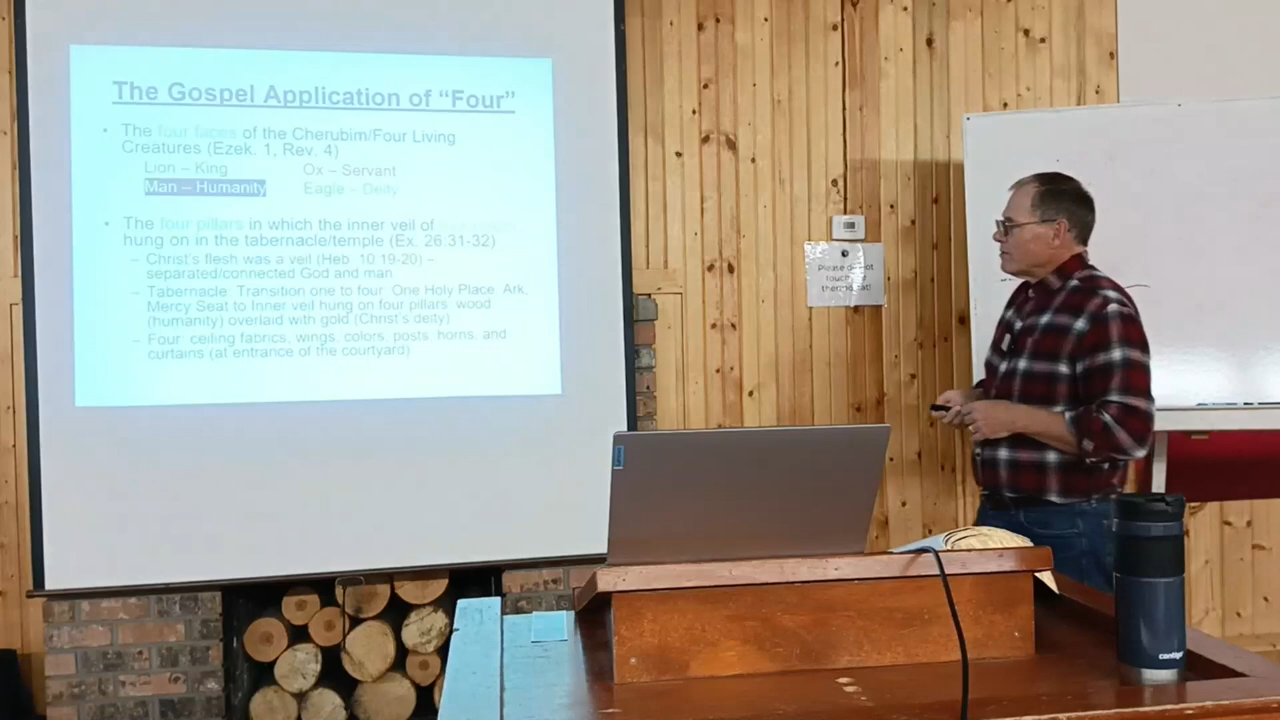 The Gospel Application of "Four"
• The four faces of the Cherubim/Four Living
Creatures (Ezek. 1, Rev. 4)
Lion – King Ox – Servant
Man – Humanity Eagle – Deity
• The four pillars in which the inner veil of
hung on in the tabernacle/temple (Ex. 26:31-32)
– Christ's flesh was a veil (Heb. 10:19-20) –
separated/connected God and man
– Tabernacle: Transition one to four: One Holy Place, Ark,
Mercy Seat to Inner veil hung on four pillars: wood
(humanity) overlaid with gold (Christ's deity)
– Four: ceiling fabrics, wings, colors, posts, horns, and
curtains (at entrance of the courtyard)
Please do not
touch
thermostat!
Lenovo
contigo